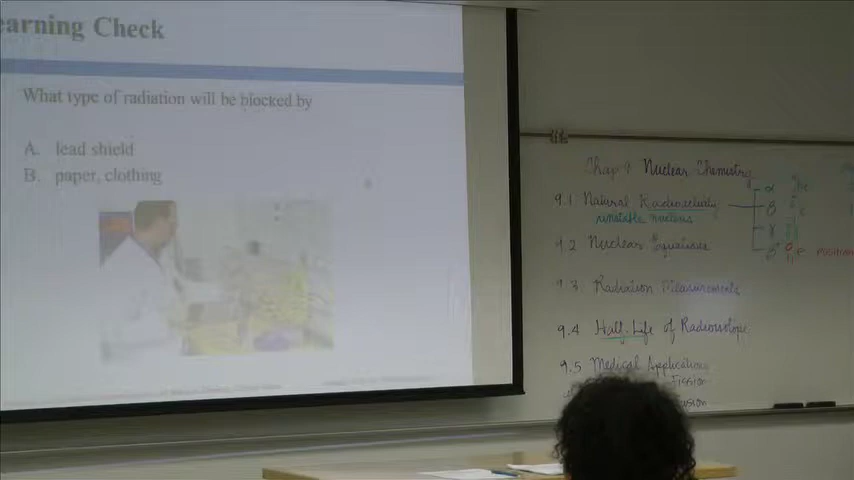 earning Check
What type of radiation will be blocked by
A. lead shield
B. paper, clothing
Chap 9 Nuclear Chemistry
9.1 Natural Radioactivity
unstable nucleus
9.2 Nuclear Equations
9.3 Radiation Measurements
9.4 Half-Life of Radioisotope
9.5 Medical Applications
Fission
α
β
γ
β+